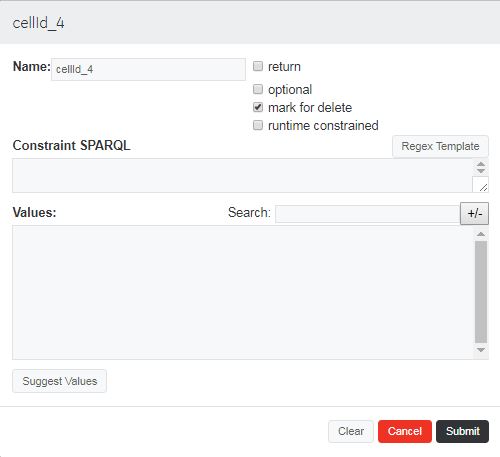 cellId_4
Name: cellId_4
return
optional
mark for delete
runtime constrained
Constraint SPARQL
Regex Template
Values:
Search:
+/-
Suggest Values
Clear
Cancel
Submit